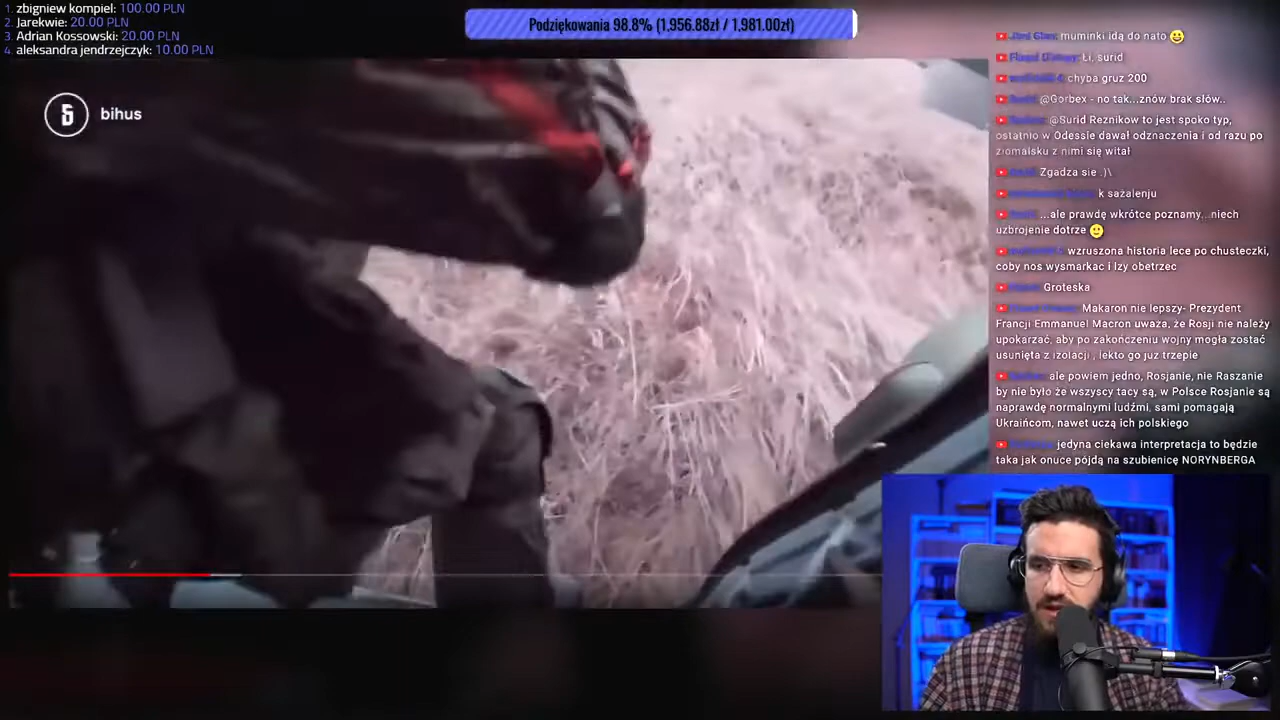 1. zbigniew kompiel: 100.00 PLN
2. Jarekwie: 20.00 PLN
3. Adrian Kossowski: 20.00 PLN
4. aleksandra jendrzejczyk: 10.00 PLN
Podziękowania 98.8% (1,956.88zł / 1,981.00zł)
bihus
muminki idą do nato
Łi, surid
chyba gruz 200
@Gorbex - no tak...znów brak słów..
@Surid Reznikow to jest spoko typ,
ostatnio w Odessie dawał odznaczenia i od razu po
ziomalsku z nimi się witał
Zgadza sie .)\
k sażalenju
...ale prawdę wkrótce poznamy...niech
uzbrojenie dotrze
wzruszona historia lece po chusteczki,
coby nos wysmarkac i lzy obetrzec
Groteska
Makaron nie lepszy- Prezydent
Francji Emmanuel Macron uważa, że Rosji nie należy
upokarzać, aby po zakończeniu wojny mogła zostać
usunięta z izolacji , lekto go już trzepie
ale powiem jedno, Rosjanie, nie Raszanie
by nie było że wszyscy tacy są, w Polsce Rosjanie są
naprawdę normalnymi ludźmi, sami pomagają
Ukraińcom, nawet uczą ich polskiego
jedyna ciekawa interpretacja to będzie
taka jak onuce pójdą na szubienicę NORYNBERGA